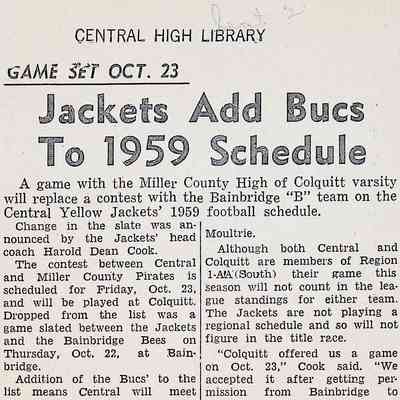 CENTRAL HIGH LIBRARY
GAME SET OCT. 23
Jackets Add Bucs
To 1959 Schedule
A game with the Miller County High of Colquitt varsity
will replace a contest with the Bainbridge "B" team on the
Central Yellow Jackets' 1959 football schedule.
Change in the slate was an-
nounced by the Jackets' head
coach Harold Dean Cook.
The contest between Central
and Miller County Pirates is
scheduled for Friday, Oct. 23,
and will be played at Colquitt.
Dropped from the list was a
game slated between the Jackets
and the Bainbridge Bees on
Thursday, Oct. 22, at Bain-
bridge.
Addition of the Bucs' to the
list means Central will meet
Moultrie.
Although both Central and
Colquitt are members of Region
(South) their game this
season will not count in the lea-
gue standings for either team.
The Jackets are not playing a
regional schedule and so will not
figure in the title race.
"Colquitt offered us a game
on Oct. 23," Cook said. "We
accepted it after getting per-
mission from Bainbridge to